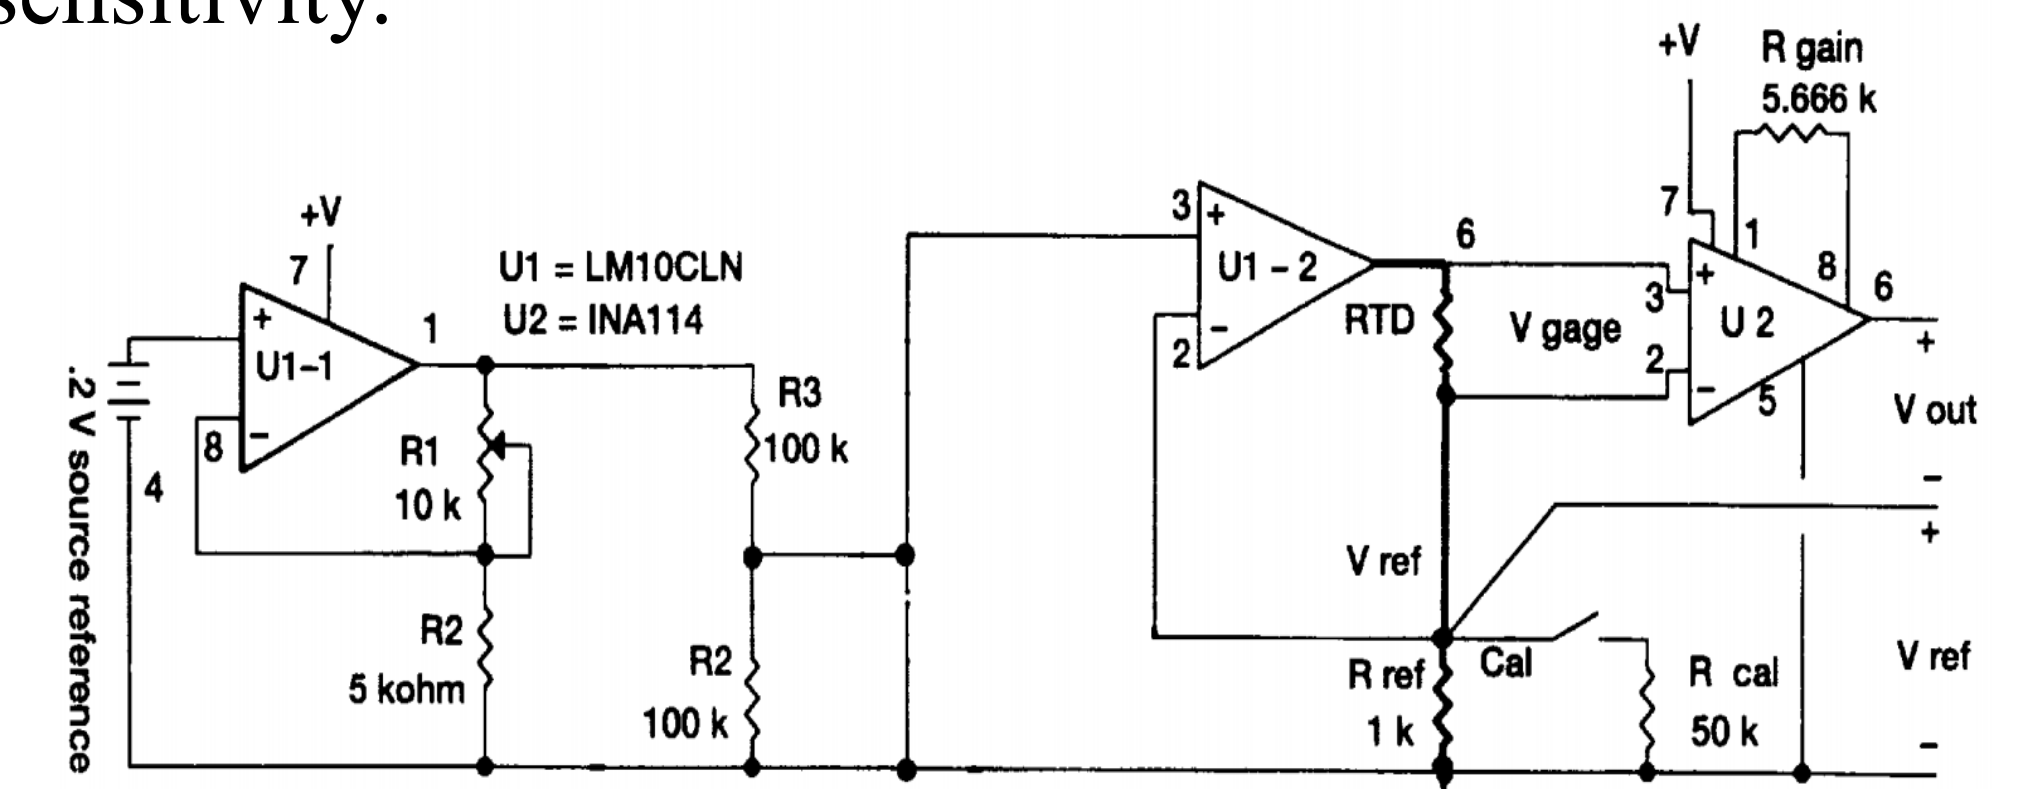 sensitivity.
+V
R gain
5.666 k
7
1
8
6
+
3
U 2
2
-
5
+
V out
-
+V
7
U1 = LM10CLN
U2 = INA114
1
+
U1-1
8
-
.2 V source reference
4
R1
10 k
R2
5 kohm
R3
100 k
R2
100 k
3
+
U1 - 2
2
-
6
RTD
V gage
V ref
Cal
R ref
1 k
R cal
50 k
+
V ref
-